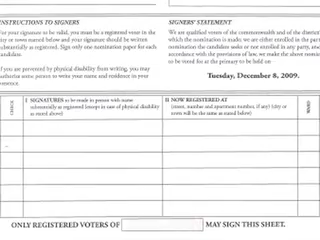 INSTRUCTIONS TO SIGNERS
For your signature to be valid, you must be a registered voter in the
city or town named below and your signature should be written
substantially as registered. Sign only one nomination paper for each
candidate.
If you are prevented by physical disability from writing, you may
authorize some person to write your name and residence in your
presence.
SIGNERS' STATEMENT
We are qualified voters of the commonwealth and of the district
which the nomination is made; we are either enrolled in the party
nomination the candidate seeks or not enrolled in any party, and
accordance with the provisions of law, we make the above nomination
to be voted for at the primary to be held on
Tuesday, December 8, 2009.
CHECK
I SIGNATURES to be made in person with name
substantially as registered (except in case of physical disability
as stated above)
II NOW REGISTERED AT
(street, number and apartment number, if any) (city or
town will be the same as stated below)
WARD
ONLY REGISTERED VOTERS OF
MAY SIGN THIS SHEET.